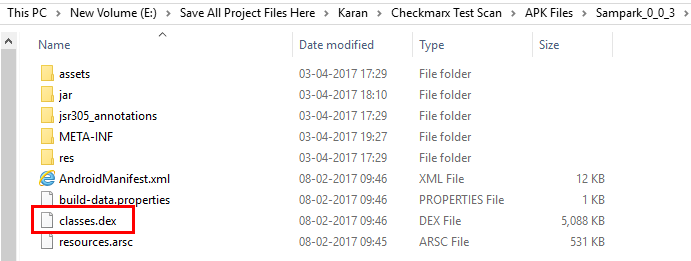 This PC > New Volume (E:) > Save All Project Files Here > Karan > Checkmarx Test Scan > APK Files > Sampark_0_0_3 >
Name Date modified Type Size
assets 03-04-2017 17:29 File folder
jar 03-04-2017 18:10 File folder
jsr305_annotations 03-04-2017 17:29 File folder
META-INF 03-04-2017 19:27 File folder
res 03-04-2017 17:29 File folder
AndroidManifest.xml 08-02-2017 09:46 XML File 12 KB
build-data.properties 08-02-2017 09:46 PROPERTIES File 1 KB
classes.dex 08-02-2017 09:46 DEX File 5,088 KB
resources.arsc 08-02-2017 09:45 ARSC File 531 KB